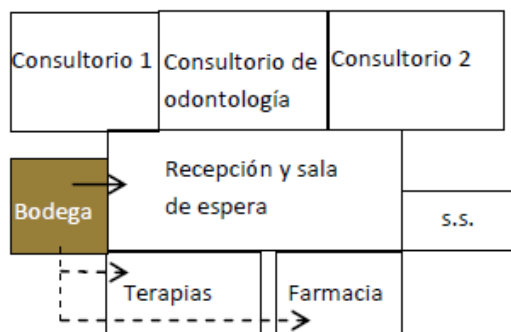 Consultorio 1
Consultorio de
odontología
Consultorio 2
Recepción y sala
de espera
Bodega
s.s.
Terapias
Farmacia